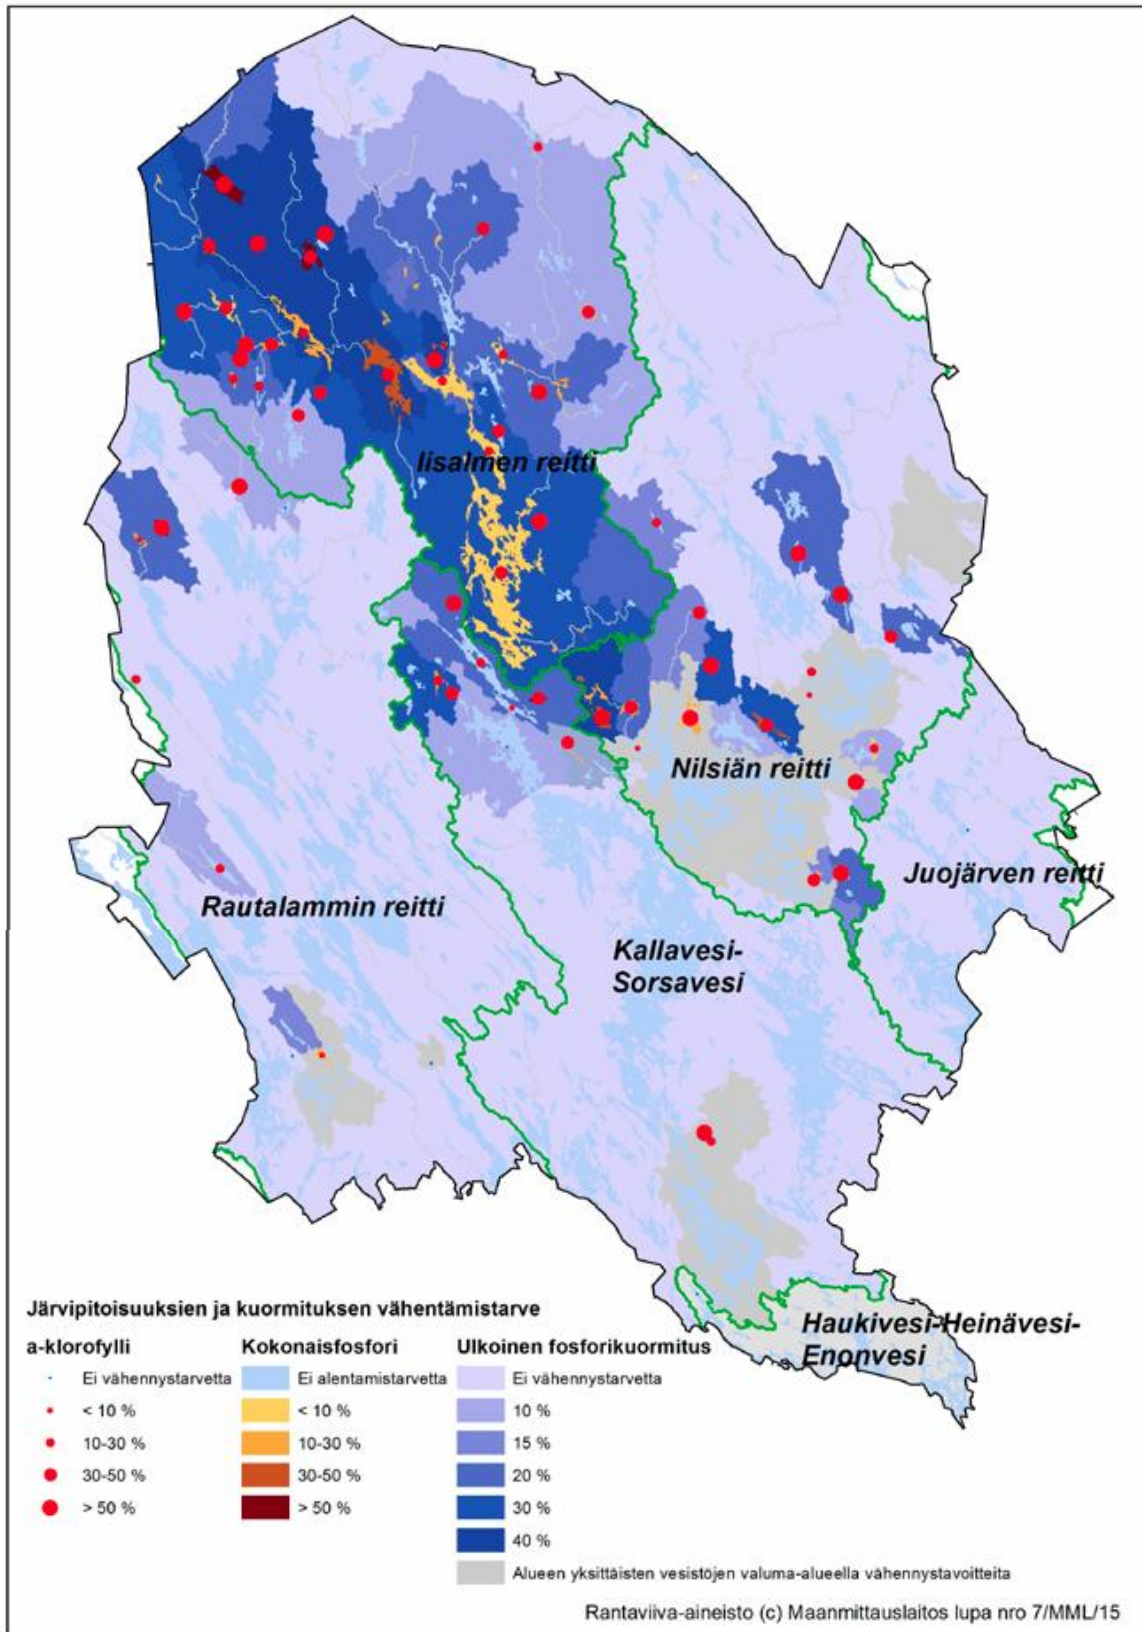 Iisalmen reitti
Nilsiän reitti
Juojärven reitti
Rautalammin reitti
Kallavesi-
Sorsavesi
Haukivesi-Heinävesi-
Enonvesi
Järvipitoisuuksien ja kuormituksen vähentämistarve
a-klorofylli
Ei vähennystarvetta
< 10 %
10-30 %
30-50 %
> 50 %
Kokonaisfosfori
Ei alentamistarvetta
< 10 %
10-30 %
30-50 %
> 50 %
Ulkoinen fosforikuormitus
Ei vähennystarvetta
10 %
15 %
20 %
30 %
40 %
Alueen yksittäisten vesistöjen valuma-alueella vähennystavoitteita
Rantaviiva-aineisto (c) Maanmittauslaitos lupa nro 7/MML/15